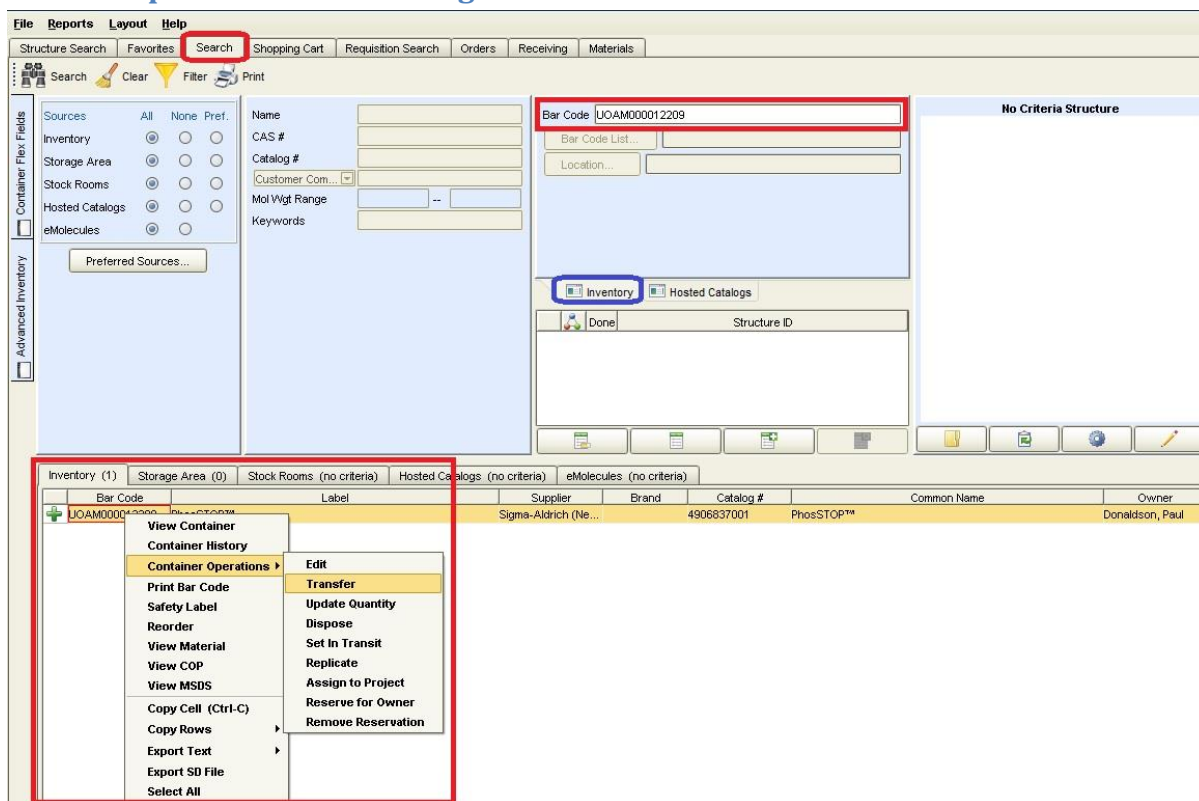 File Reports Layout Help
Structure Search Favorites Search Shopping Cart Requisition Search Orders Receiving Materials
Search Clear Filter Print
Container Flex Fields
Advanced Inventory
Sources All None Pref.
Inventory
Storage Area
Stock Rooms
Hosted Catalogs
eMolecules
Preferred Sources...
Name
CAS #
Catalog #
Customer Com...
Mol Wgt Range --
Keywords
Bar Code UOAM000012209
Bar Code List...
Location...
Inventory Hosted Catalogs
Done Structure ID
No Criteria Structure
Inventory (1) Storage Area (0) Stock Rooms (no criteria) Hosted Catalogs (no criteria) eMolecules (no criteria)
Bar Code Label Supplier Brand Catalog # Common Name Owner
UOAM000012209 PhosSTOP™ Sigma-Aldrich (Ne... 4906837001 PhosSTOP™ Donaldson, Paul
View Container
Container History
Container Operations
Print Bar Code
Safety Label
Reorder
View Material
View COP
View MSDS
Copy Cell (Ctrl-C)
Copy Rows
Export Text
Export SD File
Select All
Edit
Transfer
Update Quantity
Dispose
Set In Transit
Replicate
Assign to Project
Reserve for Owner
Remove Reservation